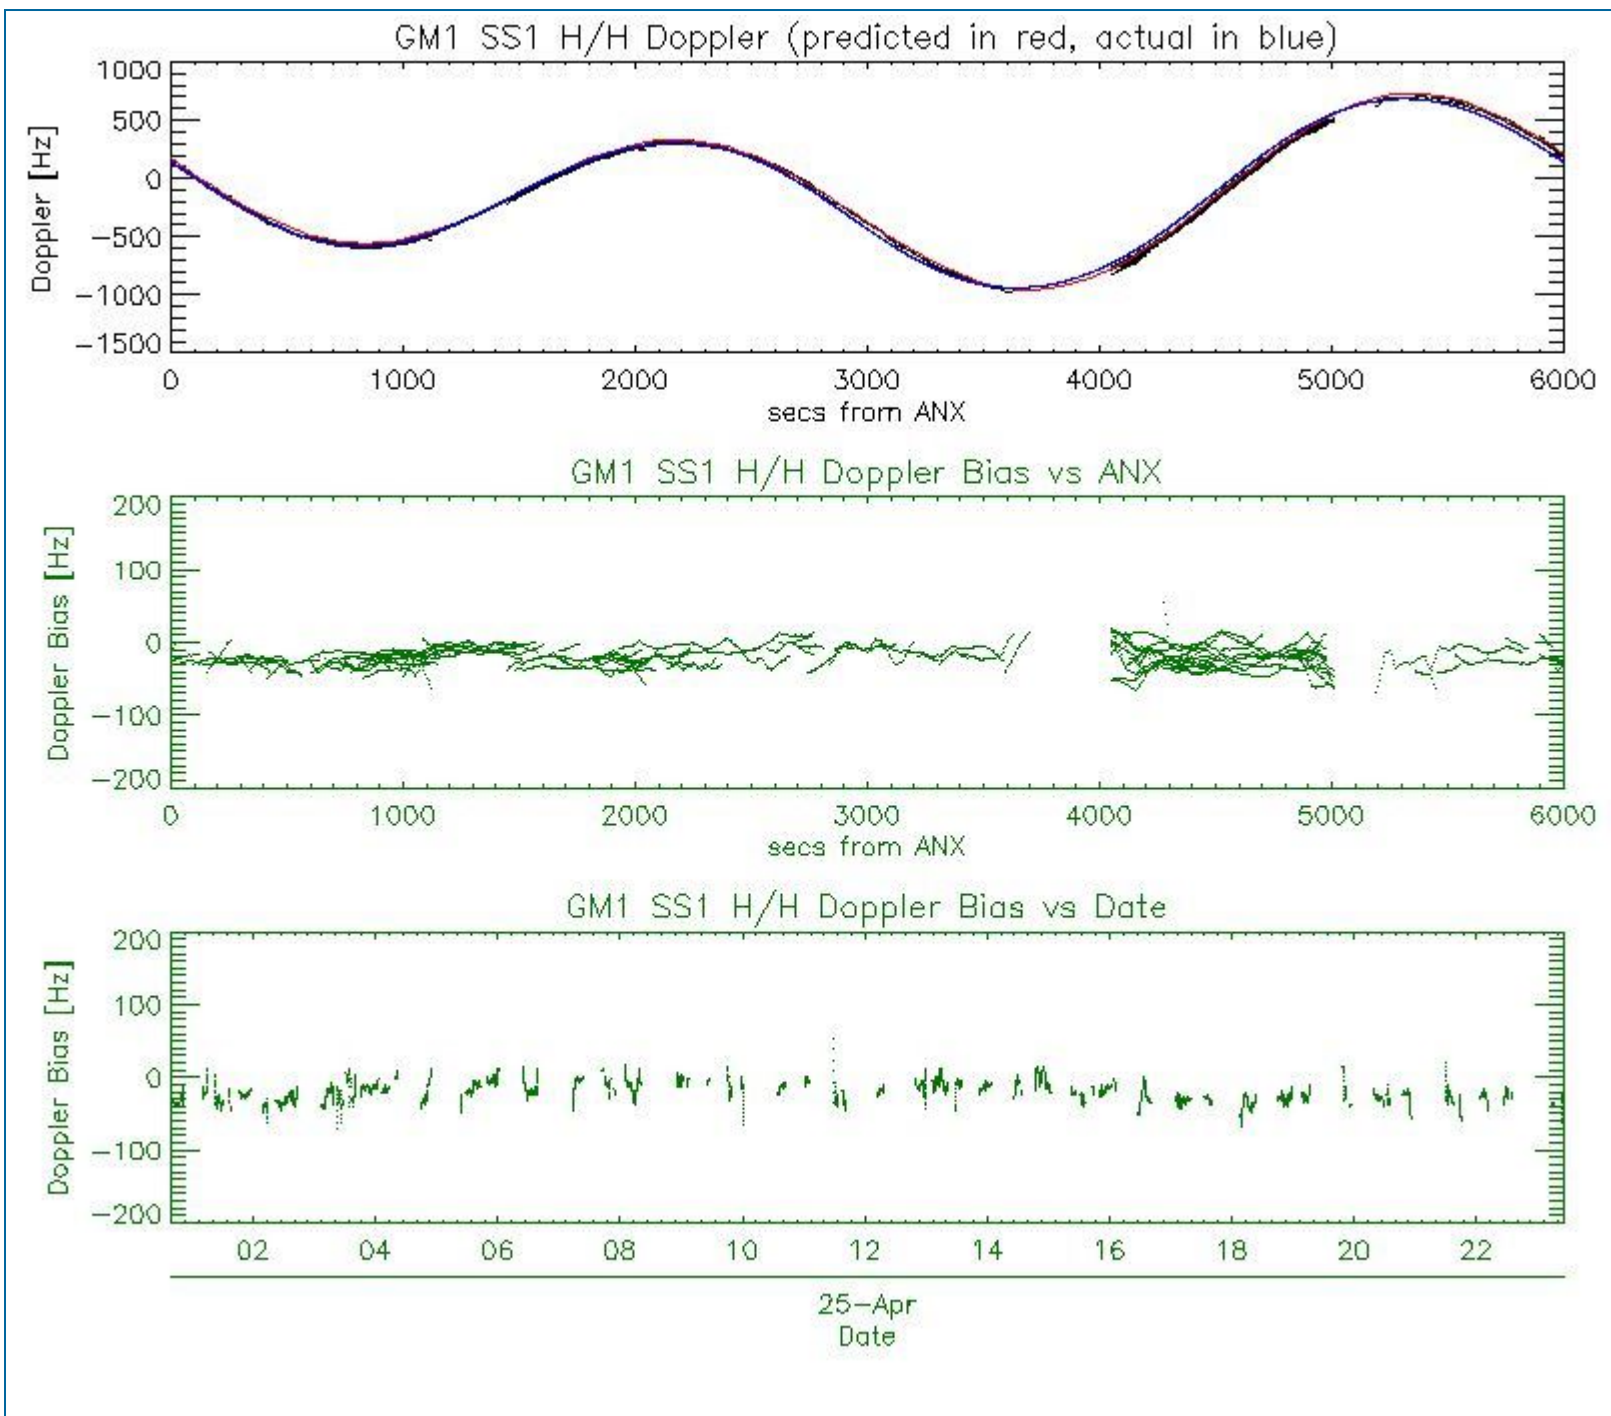 GM1 SS1 H/H Doppler (predicted in red, actual in blue)
1000
500
0
−500
−1000
−1500
Doppler [Hz]
0 1000 2000 3000 4000 5000 6000
secs from ANX
GM1 SS1 H/H Doppler Bias vs ANX
200
100
0
−100
−200
Doppler Bias [Hz]
0 1000 2000 3000 4000 5000 6000
secs from ANX
GM1 SS1 H/H Doppler Bias vs Date
200
100
0
−100
−200
Doppler Bias [Hz]
02 04 06 08 10 12 14 16 18 20 22
25−Apr
Date